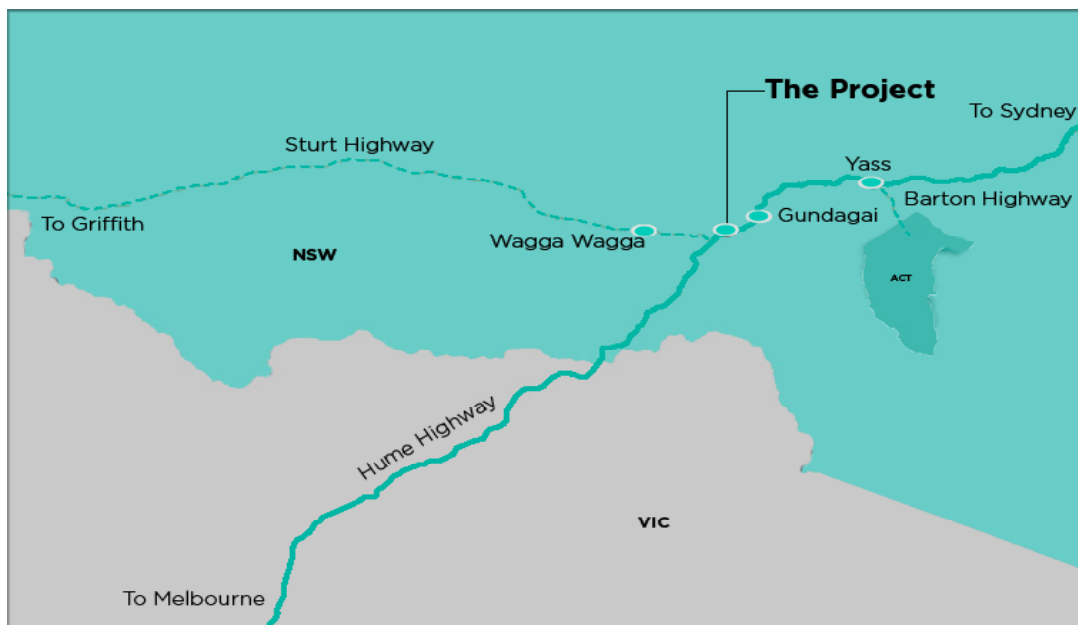 The Project
To Sydney
Sturt Highway
Yass
Barton Highway
To Griffith
Gundagai
Wagga Wagga
NSW
ACT
Hume Highway
VIC
To Melbourne